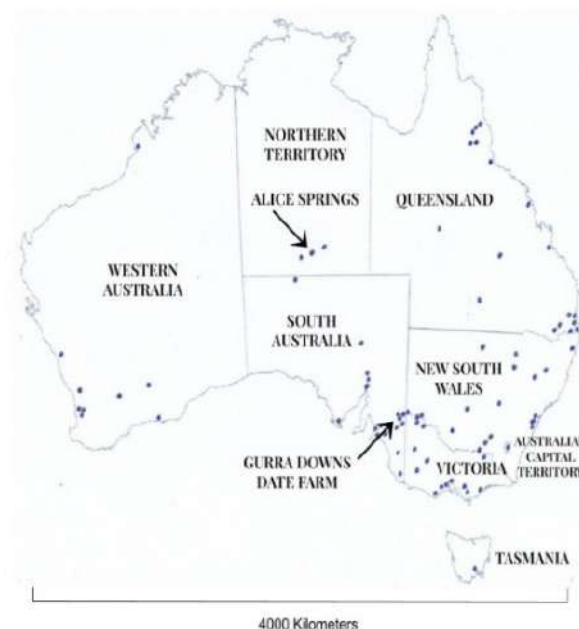 NORTHERN
TERRITORY
ALICE SPRINGS
QUEENSLAND
WESTERN
AUSTRALIA
SOUTH
AUSTRALIA
NEW SOUTH
WALES
GURRA DOWNS
DATE FARM
VICTORIA
AUSTRALIA
CAPITAL
TERRITORY
TASMANIA
4000 Kilometers